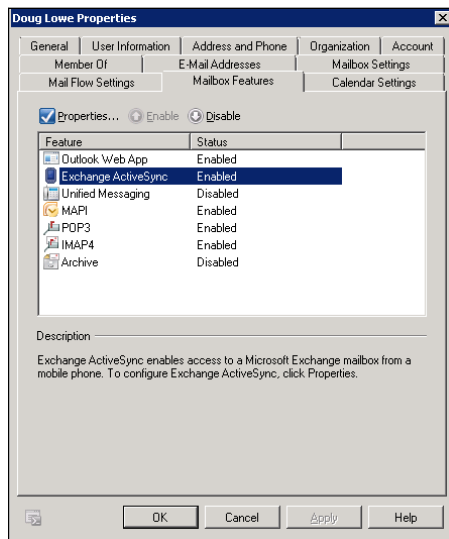 Doug Lowe Properties
General User Information Address and Phone Organization Account
Member Of E-Mail Addresses Mailbox Settings
Mail Flow Settings Mailbox Features Calendar Settings
Properties... Enable Disable
Feature Status
Outlook Web App Enabled
Exchange ActiveSync Enabled
Unified Messaging Disabled
MAPI Enabled
POP3 Enabled
IMAP4 Enabled
Archive Disabled
Description
Exchange ActiveSync enables access to a Microsoft Exchange mailbox from a
mobile phone. To configure Exchange ActiveSync, click Properties.
OK Cancel Apply Help